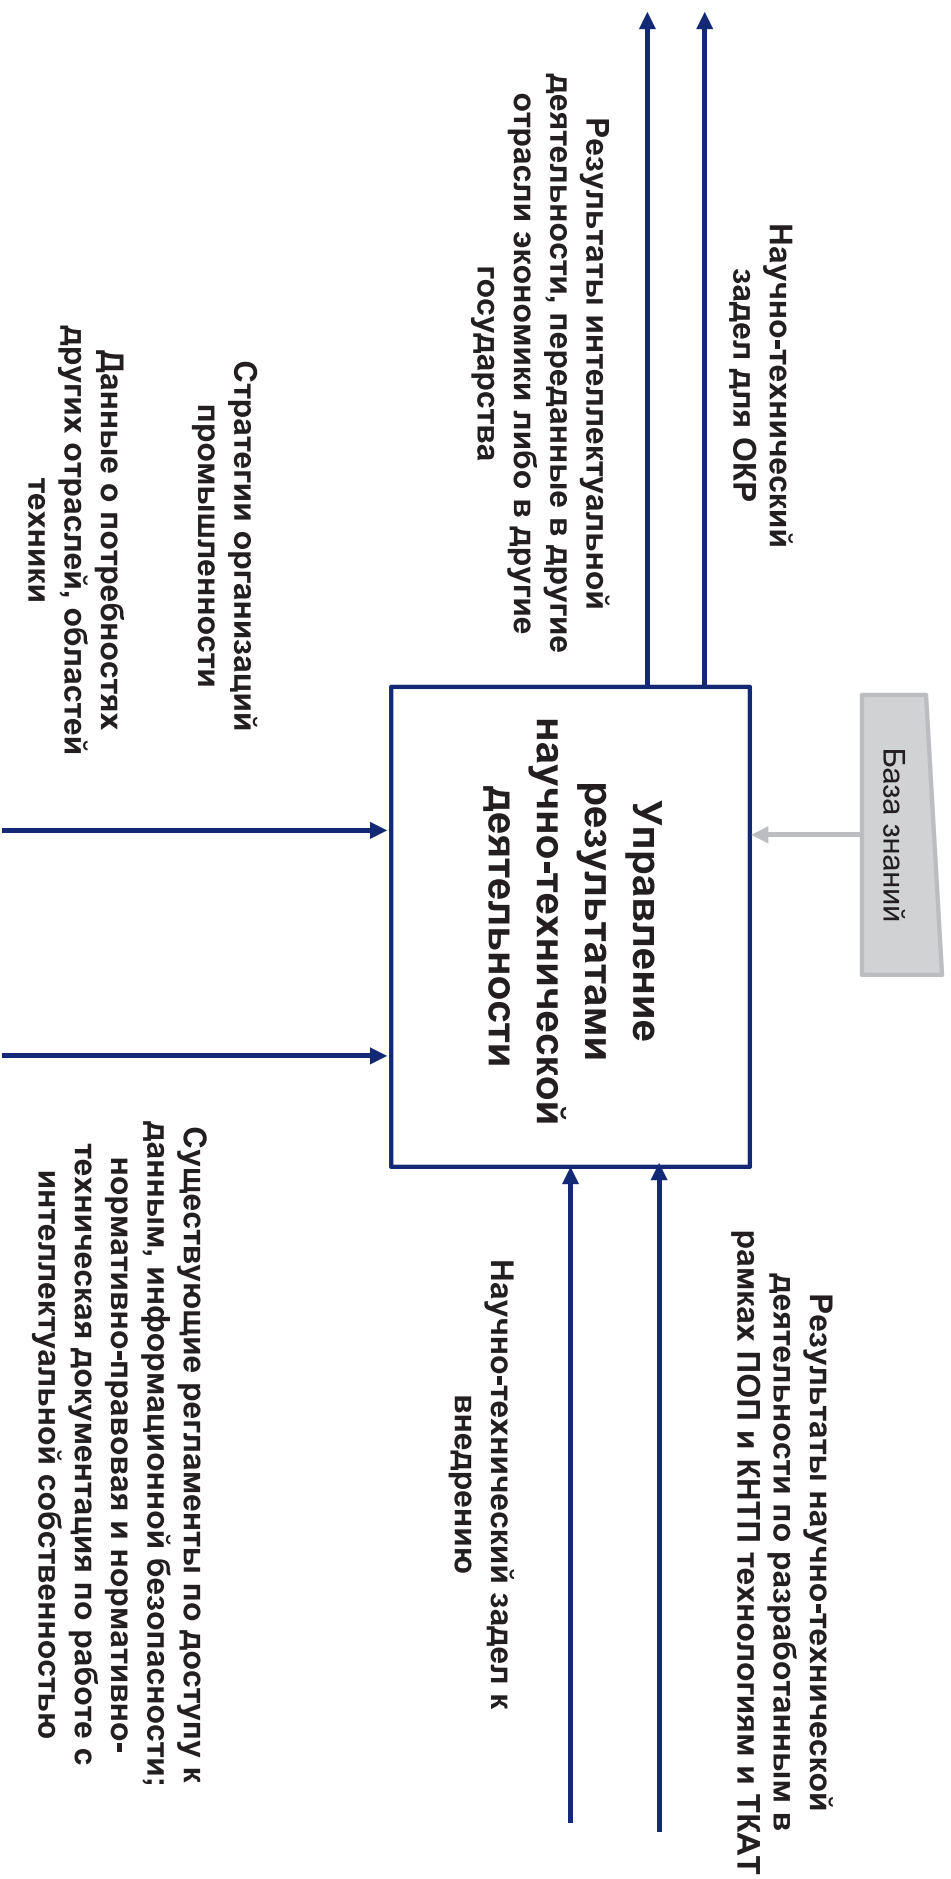 База знаний
Научно-технический
задел для ОКР
Результаты интеллектуальной
деятельности, переданные в другие
отрасли экономики либо в другие
государства
Управление
результатами
научно-технической
деятельности
Результаты научно-технической
деятельности по разработанным в
рамках ПОП и КНТП технологиям и ТКАТ
Научно-технический задел к
внедрению
Стратегии организаций
промышленности
Данные о потребностях
других отраслей, областей
техники
Существующие регламенты по доступу к
данным, информационной безопасности;
нормативно-правовая и нормативно-
техническая документация по работе с
интеллектуальной собственностью